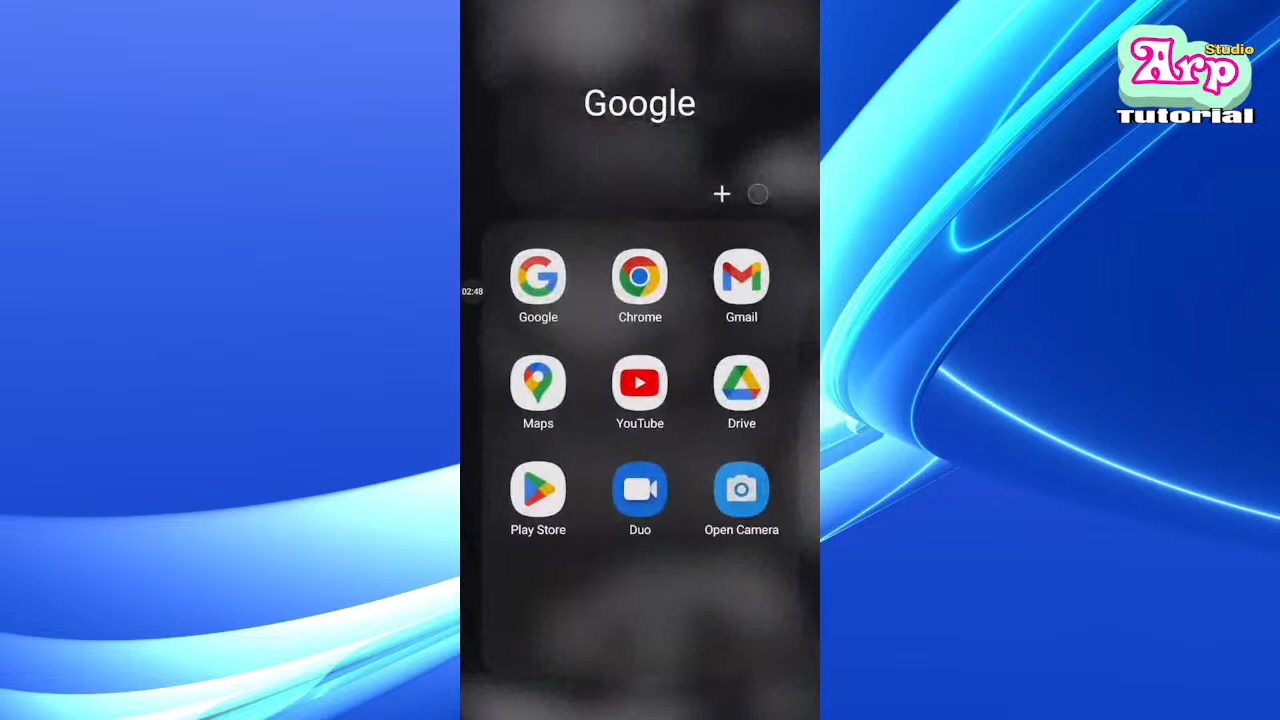 Studio
Arp
Tutorial
Google
+
02:48
Google
Chrome
Gmail
Maps
YouTube
Drive
Play Store
Duo
Open Camera